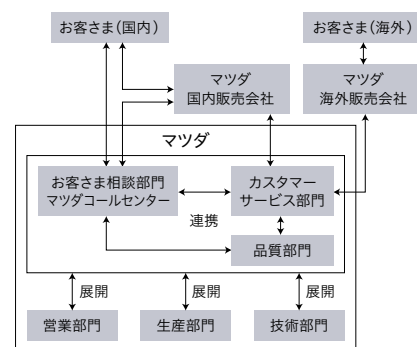 お客さま（国内）
お客さま（海外）
マツダ
国内販売会社
マツダ
海外販売会社
マツダ
お客さま相談部門
マツダコールセンター
カスタマー
サービス部門
連携
品質部門
展開
展開
展開
営業部門
生産部門
技術部門